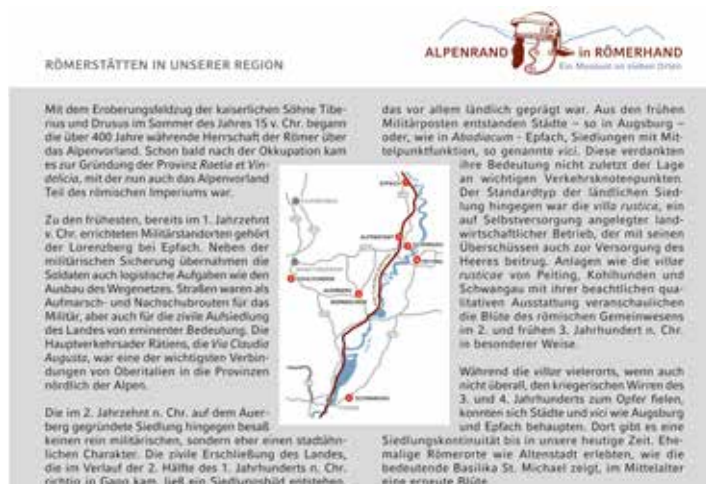 ALPENRAND in RÖMERHAND
Ein Museum an sieben Orten
RÖMERSTÄTTEN IN UNSERER REGION
Mit dem Eroberungsfeldzug der kaiserlichen Söhne Tibe-
rius und Drusus im Sommer des Jahres 15 v. Chr. begann
die über 400 Jahre währende Herrschaft der Römer über
das Alpenvorland. Schon bald nach der Okkupation kam
es zur Gründung der Provinz Raetia et Vin-
delicia, mit der nun auch das Alpenvorland
Teil des römischen Imperiums war.
Zu den frühesten, bereits im 1. Jahrzehnt
v. Chr. errichteten Militärstandorten gehört
der Lorenzberg bei Epfach. Neben der
militärischen Sicherung übernahmen die
Soldaten auch logistische Aufgaben wie den
Ausbau des Wegenetzes. Straßen waren als
Aufmarsch- und Nachschubrouten für das
Militär, aber auch für die zivile Aufsiedlung
des Landes von eminenter Bedeutung. Die
Hauptverkehrsader Rätiens, die Via Claudia
Augusta, war eine der wichtigsten Verbin-
dungen von Oberitalien in die Provinzen
nördlich der Alpen.
Die im 2. Jahrzehnt n. Chr. auf dem Auer-
berg gegründete Siedlung hingegen besaß
keinen rein militärischen, sondern eher einen stadtähn-
lichen Charakter. Die zivile Erschließung des Landes,
die im Verlauf der 2. Hälfte des 1. Jahrhunderts n. Chr.
richtig in Gang kam, ließ ein Siedlungsbild entstehen,
das vor allem ländlich geprägt war. Aus den frühen
Militärposten entstanden Städte – so in Augsburg –
oder, wie in Abodiacum - Epfach, Siedlungen mit Mit-
telpunktfunktion, so genannte vici. Diese verdankten
ihre Bedeutung nicht zuletzt der Lage
an wichtigen Verkehrsknotenpunkten.
Der Standardtyp der ländlichen Sied-
lung hingegen war die villa rustica, ein
auf Selbstversorgung angelegter land-
wirtschaftlicher Betrieb, der mit seinen
Überschüssen auch zur Versorgung des
Heeres beitrug. Anlagen wie die villae
rusticae von Peiting, Kohlhunden und
Schwangau mit ihrer beachtlichen qua-
litativen Ausstattung veranschaulichen
die Blüte des römischen Gemeinwesens
im 2. und frühen 3. Jahrhundert n. Chr.
in besonderer Weise.
Während die villae vielerorts, wenn auch
nicht überall, den kriegerischen Wirren des
3. und 4. Jahrhunderts zum Opfer fielen,
konnten sich Städte und vici wie Augsburg
und Epfach behaupten. Dort gibt es eine
Siedlungskontinuität bis in unsere heutige Zeit. Ehe-
malige Römerorte wie Altenstadt erlebten, wie die
bedeutende Basilika St. Michael zeigt, im Mittelalter
eine erneute Blüte.
EPFACH
ALTENSTADT
PEITING
AUERBERG
SCHWANGAU